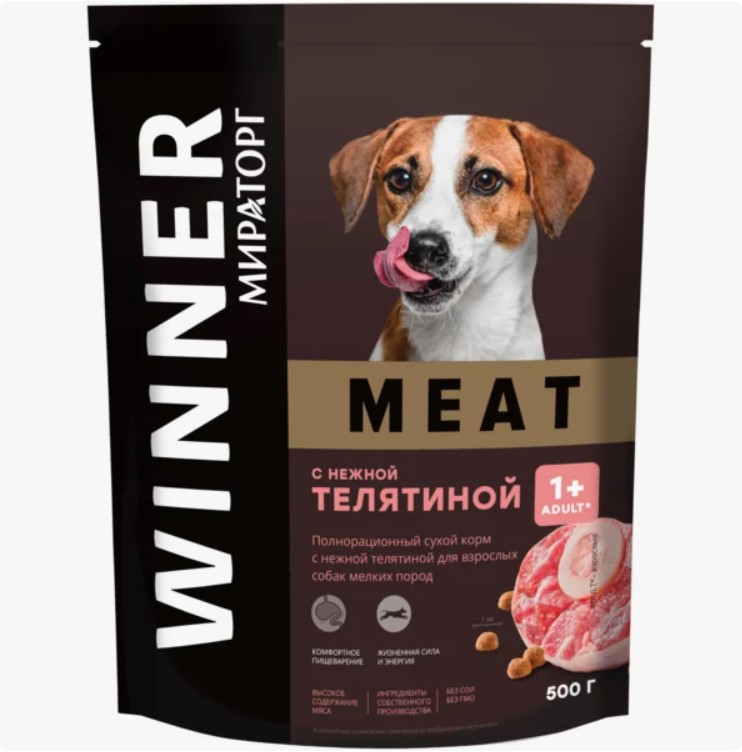 WINNER
МИРАТОРГ
MEAT
С НЕЖНОЙ
ТЕЛЯТИНОЙ
1+
ADULT*
Полнорационный сухой корм
с нежной телятиной для взрослых
собак мелких пород
КОМФОРТНОЕ
ПИЩЕВАРЕНИЕ
ЖИЗНЕННАЯ СИЛА
И ЭНЕРГИЯ
ВЫСОКОЕ
СОДЕРЖАНИЕ
МЯСА
ИНГРЕДИЕНТЫ
СОБСТВЕННОГО
ПРОИЗВОДСТВА
БЕЗ СОИ
БЕЗ ГМО
500 Г